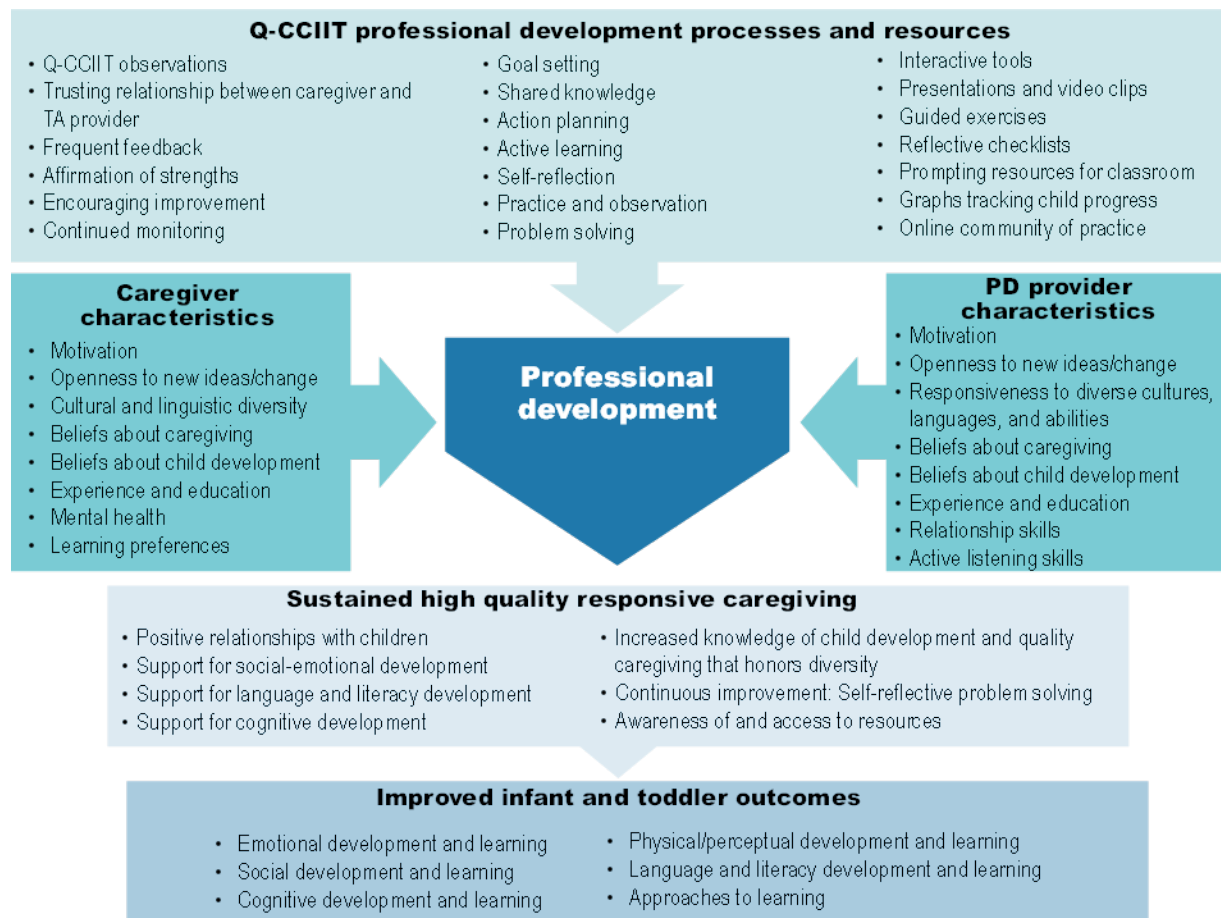 Q-CCIIT professional development processes and resources
• Q-CCIIT observations
• Trusting relationship between caregiver and
TA provider
• Frequent feedback
• Affirmation of strengths
• Encouraging improvement
• Continued monitoring
• Goal setting
• Shared knowledge
• Action planning
• Active learning
• Self-reflection
• Practice and observation
• Problem solving
• Interactive tools
• Presentations and video clips
• Guided exercises
• Reflective checklists
• Prompting resources for classroom
• Graphs tracking child progress
• Online community of practice
Caregiver
characteristics
• Motivation
• Openness to new ideas/change
• Cultural and linguistic diversity
• Beliefs about caregiving
• Beliefs about child development
• Experience and education
• Mental health
• Learning preferences
Professional
development
PD provider
characteristics
• Motivation
• Openness to new ideas/change
• Responsiveness to diverse cultures,
languages, and abilities
• Beliefs about caregiving
• Beliefs about child development
• Experience and education
• Relationship skills
• Active listening skills
Sustained high quality responsive caregiving
• Positive relationships with children
• Support for social-emotional development
• Support for language and literacy development
• Support for cognitive development
• Increased knowledge of child development and quality
caregiving that honors diversity
• Continuous improvement: Self-reflective problem solving
• Awareness of and access to resources
Improved infant and toddler outcomes
• Emotional development and learning
• Social development and learning
• Cognitive development and learning
• Physical/perceptual development and learning
• Language and literacy development and learning
• Approaches to learning